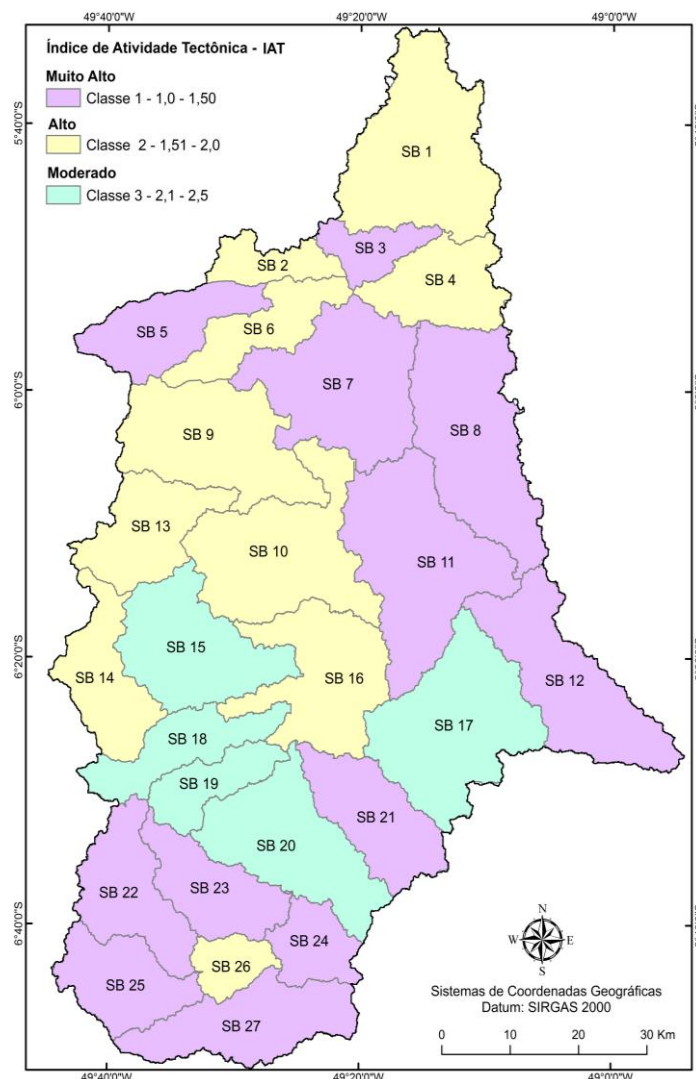 49°40'0"W 49°20'0"W 49°0'0"W
Índice de Atividade Tectônica - IAT
Muito Alto
Classe 1 - 1,0 - 1,50
Alto
Classe 2 - 1,51 - 2,0
Moderado
Classe 3 - 2,1 - 2,5
5°40'0"S
SB 1
SB 3
SB 2
SB 4
SB 5
SB 6
6°0'0"S
SB 7
SB 8
SB 9
SB 13
SB 10
SB 11
SB 15
6°20'0"S
SB 14
SB 16
SB 12
SB 17
SB 18
SB 19
SB 21
SB 20
SB 22
SB 23
6°40'0"S
SB 24
SB 26
SB 25
SB 27
N
W E
S
Sistemas de Coordenadas Geográficas
Datum: SIRGAS 2000
0 10 20 30 Km
49°40'0"W 49°20'0"W 49°0'0"W